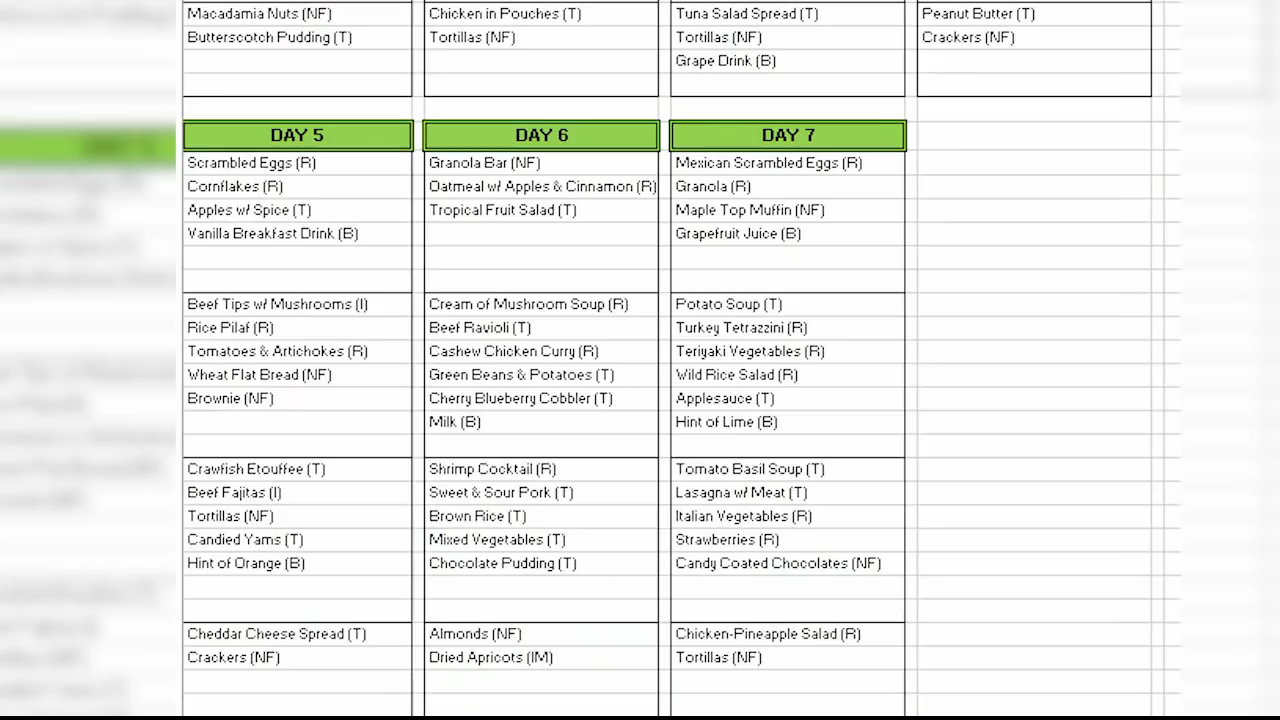 Macadamia Nuts (NF)
Butterscotch Pudding (T)
Chicken in Pouches (T)
Tortillas (NF)
Tuna Salad Spread (T)
Tortillas (NF)
Grape Drink (B)
Peanut Butter (T)
Crackers (NF)
DAY 5
Scrambled Eggs (R)
Cornflakes (R)
Apples w/ Spice (T)
Vanilla Breakfast Drink (B)
Beef Tips w/ Mushrooms (I)
Rice Pilaf (R)
Tomatoes & Artichokes (R)
Wheat Flat Bread (NF)
Brownie (NF)
Crawfish Etouffee (T)
Beef Fajitas (I)
Tortillas (NF)
Candied Yams (T)
Hint of Orange (B)
Cheddar Cheese Spread (T)
Crackers (NF)
DAY 6
Granola Bar (NF)
Oatmeal w/ Apples & Cinnamon (R)
Tropical Fruit Salad (T)
Cream of Mushroom Soup (R)
Beef Ravioli (T)
Cashew Chicken Curry (R)
Green Beans & Potatoes (T)
Cherry Blueberry Cobbler (T)
Milk (B)
Shrimp Cocktail (R)
Sweet & Sour Pork (T)
Brown Rice (T)
Mixed Vegetables (T)
Chocolate Pudding (T)
Almonds (NF)
Dried Apricots (IM)
DAY 7
Mexican Scrambled Eggs (R)
Granola (R)
Maple Top Muffin (NF)
Grapefruit Juice (B)
Potato Soup (T)
Turkey Tetrazzini (R)
Teriyaki Vegetables (R)
Wild Rice Salad (R)
Applesauce (T)
Hint of Lime (B)
Tomato Basil Soup (T)
Lasagna w/ Meat (T)
Italian Vegetables (R)
Strawberries (R)
Candy Coated Chocolates (NF)
Chicken-Pineapple Salad (R)
Tortillas (NF)